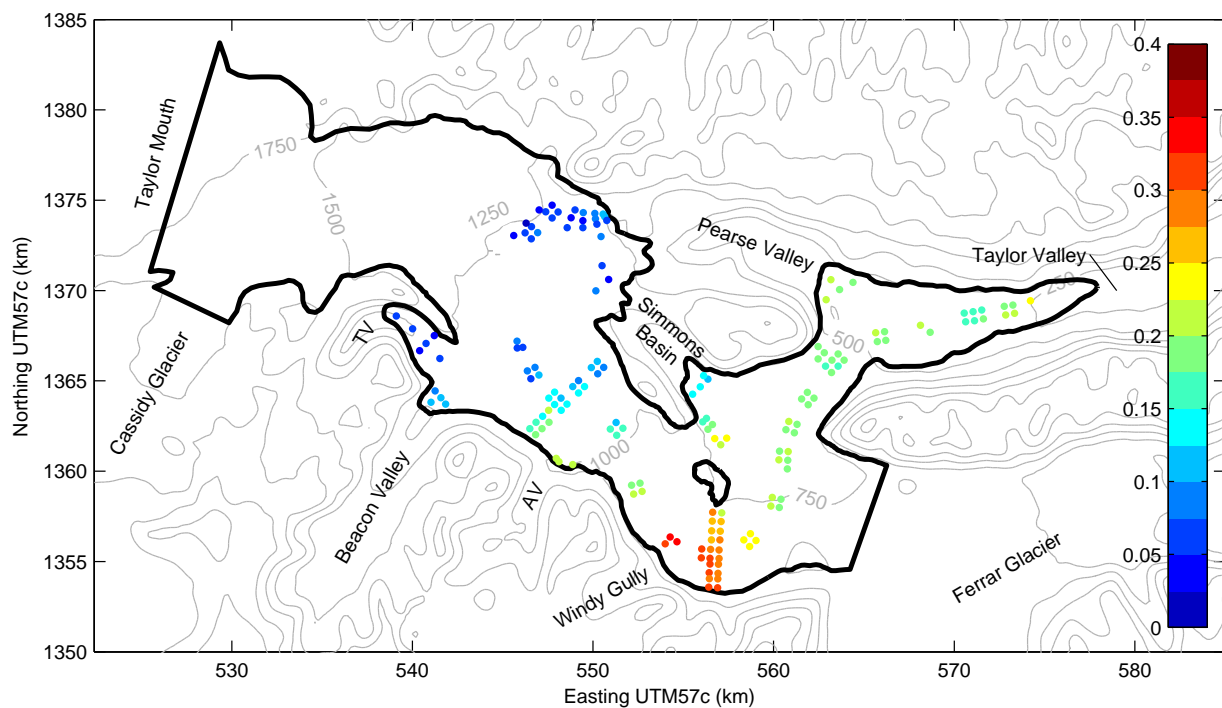 1385
1380
1375
1370
1365
1360
1355
1350
530
540
550
560
570
580
Northing UTM57c (km)
Easting UTM57c (km)
Taylor Mouth
1750
1500
1250
Pearse Valley
Taylor Valley
250
Simmons
Basin
500
TV
Cassidy Glacier
Beacon Valley
AV
1000
750
Windy Gully
Ferrar Glacier
0.4
0.35
0.3
0.25
0.2
0.15
0.1
0.05
0